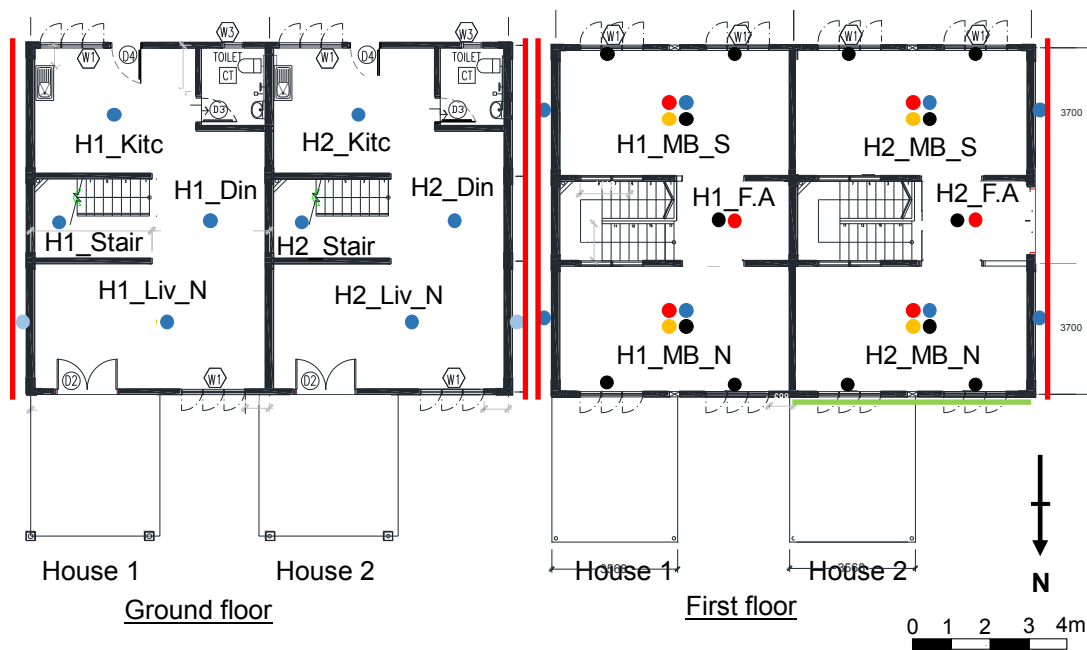 W1
D4
W3
W1
D4
W3
TOILET
CT
D3
TOILET
CT
D3
H1_Kitc
H2_Kitc
H1_Din
H2_Din
H1_Stair
H2_Stair
H1_Liv_N
H2_Liv_N
D2
W1
D2
W1
House 1
House 2
Ground floor
W1
W1
W1
W1
H1_MB_S
H2_MB_S
3700
H1_F.A
H2_F.A
H1_MB_N
H2_MB_N
3700
House 1
3560
House 2
3560
First floor
N
0 1 2 3 4m